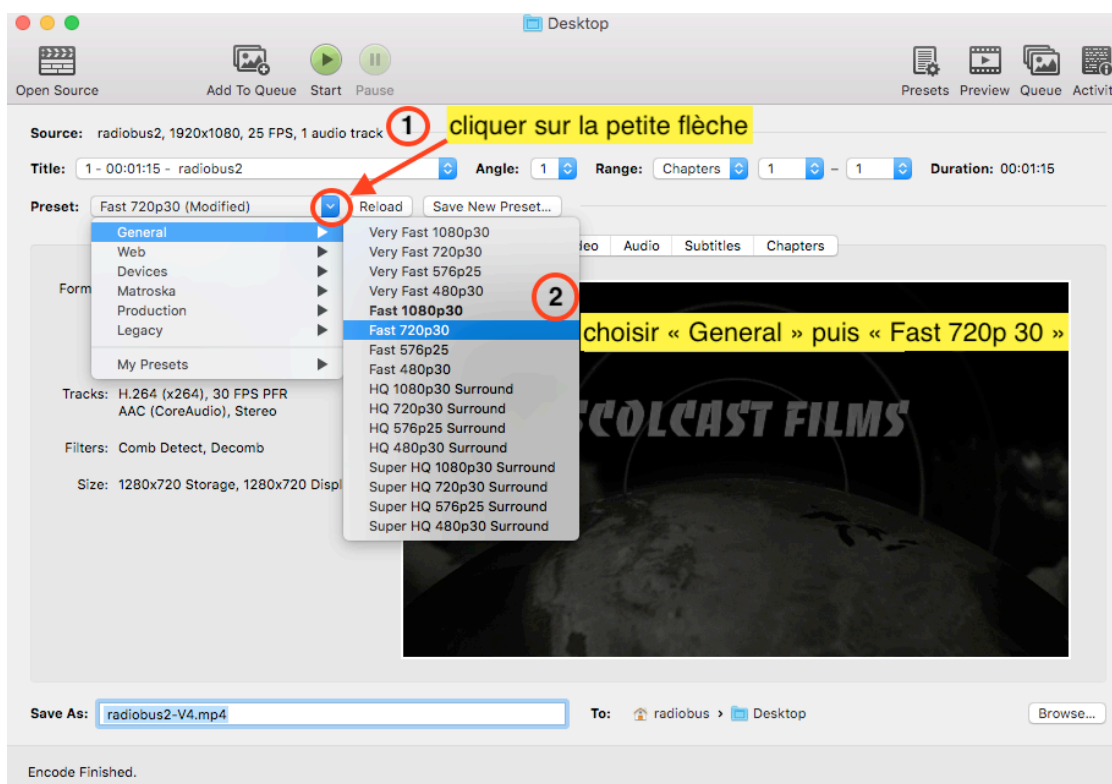 Desktop
Open Source Add To Queue Start Pause Presets Preview Queue Activit
Source: radiobus2, 1920x1080, 25 FPS, 1 audio track 1 cliquer sur la petite flèche
Title: 1 - 00:01:15 - radiobus2 Angle: 1 Range: Chapters 1 – 1 Duration: 00:01:15
Preset: Fast 720p30 (Modified) Reload Save New Preset...
General
Web
Devices
Matroska
Production
Legacy
My Presets
Very Fast 1080p30
Very Fast 720p30
Very Fast 576p25
Very Fast 480p30
Fast 1080p30
Fast 720p30
Fast 576p25
Fast 480p30
HQ 1080p30 Surround
HQ 720p30 Surround
HQ 576p25 Surround
HQ 480p30 Surround
Super HQ 1080p30 Surround
Super HQ 720p30 Surround
Super HQ 576p25 Surround
Super HQ 480p30 Surround
deo Audio Subtitles Chapters
2
choisir « General » puis « Fast 720p 30 »
Form
Tracks: H.264 (x264), 30 FPS PFR
AAC (CoreAudio), Stereo
Filters: Comb Detect, Decomb
Size: 1280x720 Storage, 1280x720 Displ
SCOLCAST FILMS
Save As: radiobus2-V4.mp4 To: radiobus › Desktop Browse...
Encode Finished.